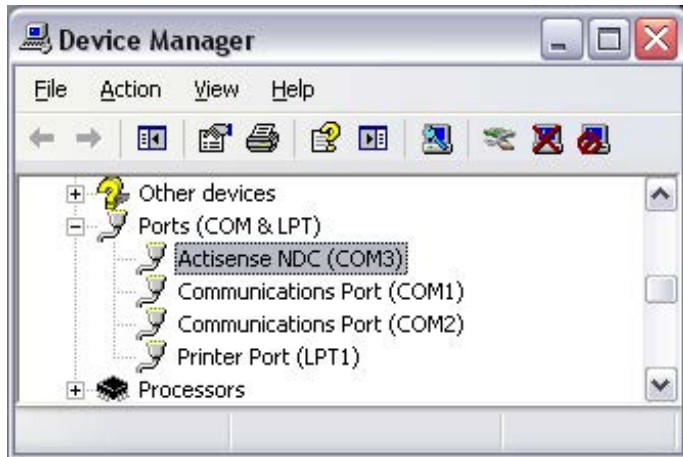 Device Manager
File Action View Help
Other devices
Ports (COM & LPT)
Actisense NDC (COM3)
Communications Port (COM1)
Communications Port (COM2)
Printer Port (LPT1)
Processors